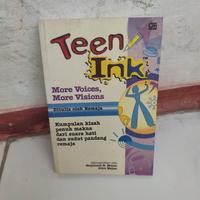 Teen
Ink
More Voices,
More Visions
Ditulis oleh Remaja
Kumpulan kisah
penuh makna
dari suara hati
dan sudut pandang
remaja